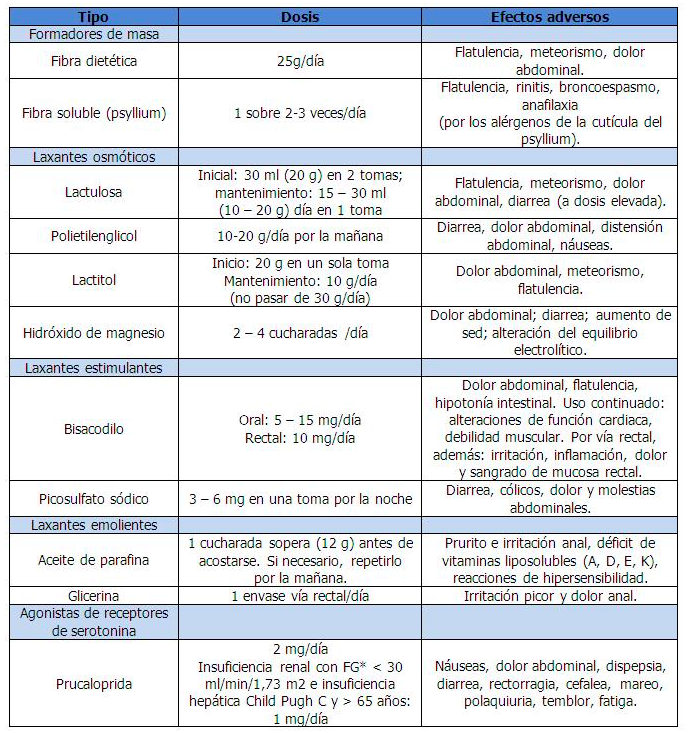 Tipo Dosis Efectos adversos
Formadores de masa
Fibra dietética
25g/día
Flatulencia, meteorismo, dolor
abdominal.
Fibra soluble (psyllium)
1 sobre 2-3 veces/día
Flatulencia, rinitis, broncoespasmo,
anafilaxia
(por los alérgenos de la cutícula del
psyllium).
Laxantes osmóticos
Lactulosa
Inicial: 30 ml (20 g) en 2 tomas;
mantenimiento: 15 – 30 ml
(10 – 20 g) día en 1 toma
Flatulencia, meteorismo, dolor
abdominal, diarrea (a dosis elevada).
Polietilenglicol
10-20 g/día por la mañana
Diarrea, dolor abdominal, distensión
abdominal, náuseas.
Lactitol
Inicio: 20 g en un sola toma
Mantenimiento: 10 g/día
(no pasar de 30 g/día)
Dolor abdominal, meteorismo,
flatulencia.
Hidróxido de magnesio
2 – 4 cucharadas /día
Dolor abdominal; diarrea; aumento de
sed; alteración del equilibrio
electrolítico.
Laxantes estimulantes
Bisacodilo
Oral: 5 – 15 mg/día
Rectal: 10 mg/día
Dolor abdominal, flatulencia,
hipotonía intestinal. Uso continuado:
alteraciones de función cardiaca,
debilidad muscular. Por vía rectal,
además: irritación, inflamación, dolor
y sangrado de mucosa rectal.
Picosulfato sódico
3 – 6 mg en una toma por la noche
Diarrea, cólicos, dolor y molestias
abdominales.
Laxantes emolientes
Aceite de parafina
1 cucharada sopera (12 g) antes de
acostarse. Si necesario, repetirlo
por la mañana.
Prurito e irritación anal, déficit de
vitaminas liposolubles (A, D, E, K),
reacciones de hipersensibilidad.
Glicerina
1 envase vía rectal/día
Irritación picor y dolor anal.
Agonistas de receptores
de serotonina
Prucaloprida
2 mg/día
Insuficiencia renal con FG* < 30
ml/min/1,73 m2 e insuficiencia
hepática Child Pugh C y > 65 años:
1 mg/día
Náuseas, dolor abdominal, dispepsia,
diarrea, rectorragia, cefalea, mareo,
polaquiuria, temblor, fatiga.